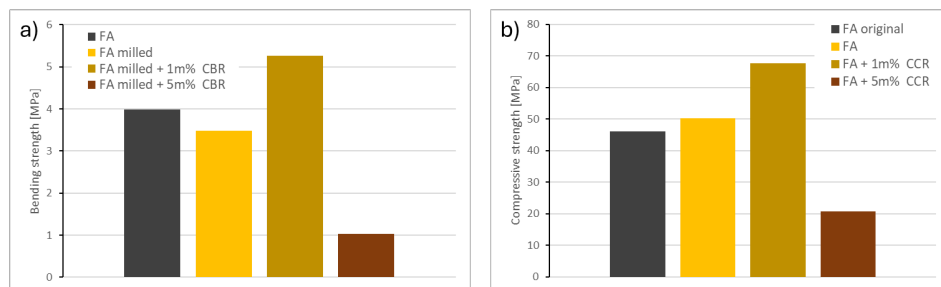 a)
Bending strength [MPa]
6
5
4
3
2
1
0
FA
FA milled
FA milled + 1m% CBR
FA milled + 5m% CBR
b)
Compressive strength [MPa]
80
70
60
50
40
30
20
10
0
FA original
FA
FA + 1m% CCR
FA + 5m% CCR